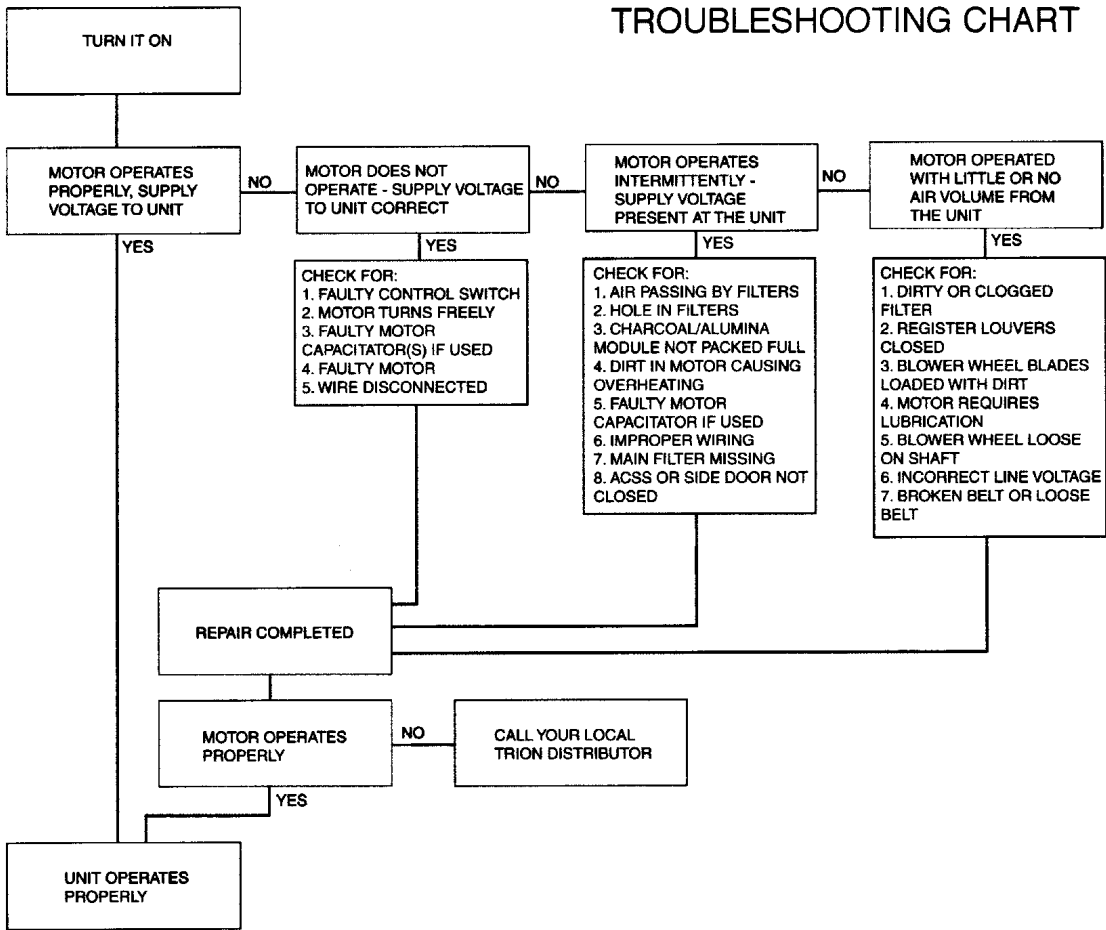 TROUBLESHOOTING CHART
TURN IT ON
MOTOR OPERATES
PROPERLY, SUPPLY
VOLTAGE TO UNIT
NO
MOTOR DOES NOT
OPERATE - SUPPLY VOLTAGE
TO UNIT CORRECT
NO
MOTOR OPERATES
INTERMITTENTLY -
SUPPLY VOLTAGE
PRESENT AT THE UNIT
NO
MOTOR OPERATED
WITH LITTLE OR NO
AIR VOLUME FROM
THE UNIT
YES
YES
YES
YES
CHECK FOR:
1. FAULTY CONTROL SWITCH
2. MOTOR TURNS FREELY
3. FAULTY MOTOR
CAPACITATOR(S) IF USED
4. FAULTY MOTOR
5. WIRE DISCONNECTED
CHECK FOR:
1. AIR PASSING BY FILTERS
2. HOLE IN FILTERS
3. CHARCOAL/ALUMINA
MODULE NOT PACKED FULL
4. DIRT IN MOTOR CAUSING
OVERHEATING
5. FAULTY MOTOR
CAPACITATOR IF USED
6. IMPROPER WIRING
7. MAIN FILTER MISSING
8. ACSS OR SIDE DOOR NOT
CLOSED
CHECK FOR:
1. DIRTY OR CLOGGED
FILTER
2. REGISTER LOUVERS
CLOSED
3. BLOWER WHEEL BLADES
LOADED WITH DIRT
4. MOTOR REQUIRES
LUBRICATION
5. BLOWER WHEEL LOOSE
ON SHAFT
6. INCORRECT LINE VOLTAGE
7. BROKEN BELT OR LOOSE
BELT
REPAIR COMPLETED
MOTOR OPERATES
PROPERLY
NO
CALL YOUR LOCAL
TRION DISTRIBUTOR
YES
UNIT OPERATES
PROPERLY